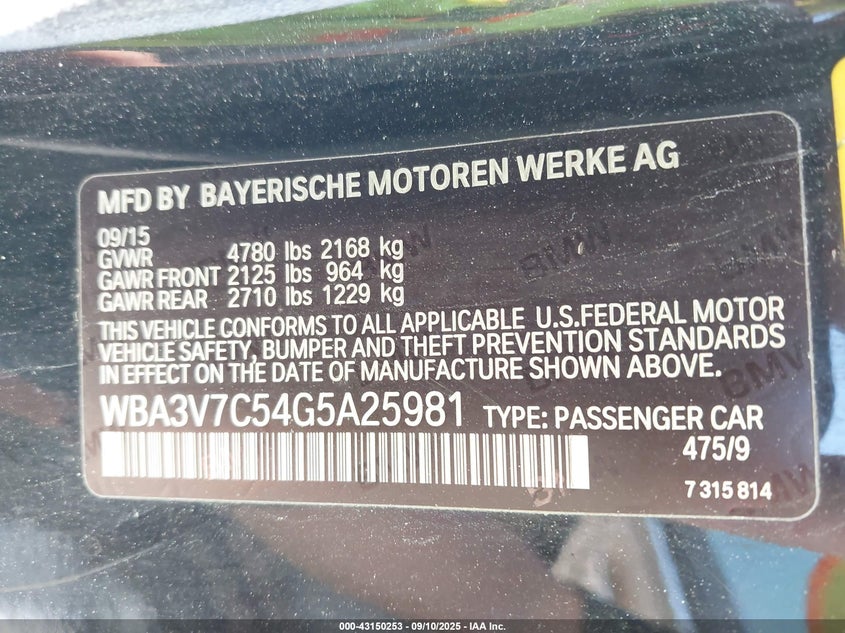 MFD BY BAYERISCHE MOTOREN WERKE AG
09/15
GVWR 4780 lbs 2168 kg
GAWR FRONT 2125 lbs 964 kg
GAWR REAR 2710 lbs 1229 kg
THIS VEHICLE CONFORMS TO ALL APPLICABLE U.S.FEDERAL MOTOR
VEHICLE SAFETY, BUMPER AND THEFT PREVENTION STANDARDS
IN EFFECT ON THE DATE OF MANUFACTURE SHOWN ABOVE.
WBA3V7C54G5A25981 TYPE: PASSENGER CAR
475/9
7 315 814
000-43150253 - 09/10/2025 - IAA Inc.